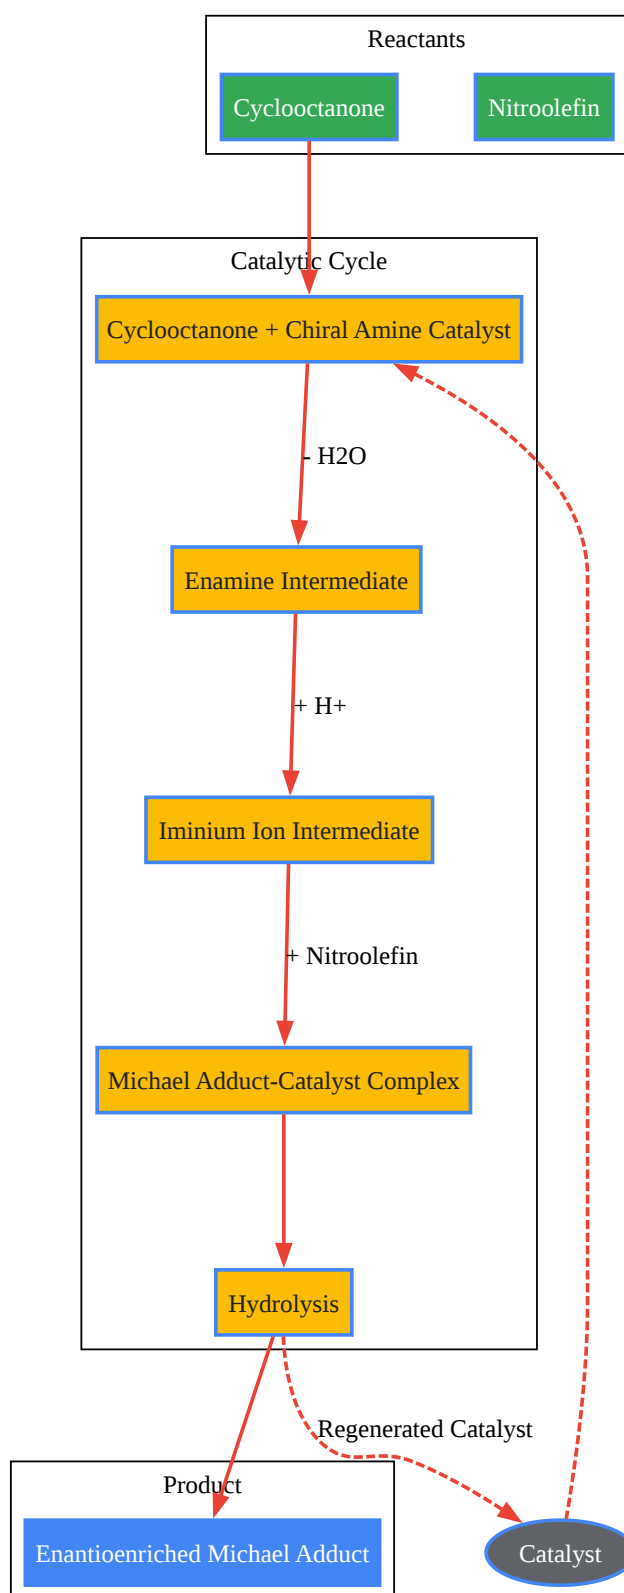 Reactants
Cyclooctanone
Nitroolefin
Catalytic Cycle
Cyclooctanone + Chiral Amine Catalyst
- H2O
Enamine Intermediate
+ H+
Iminium Ion Intermediate
+ Nitroolefin
Michael Adduct-Catalyst Complex
Hydrolysis
Regenerated Catalyst
Product
Enantioenriched Michael Adduct
Catalyst